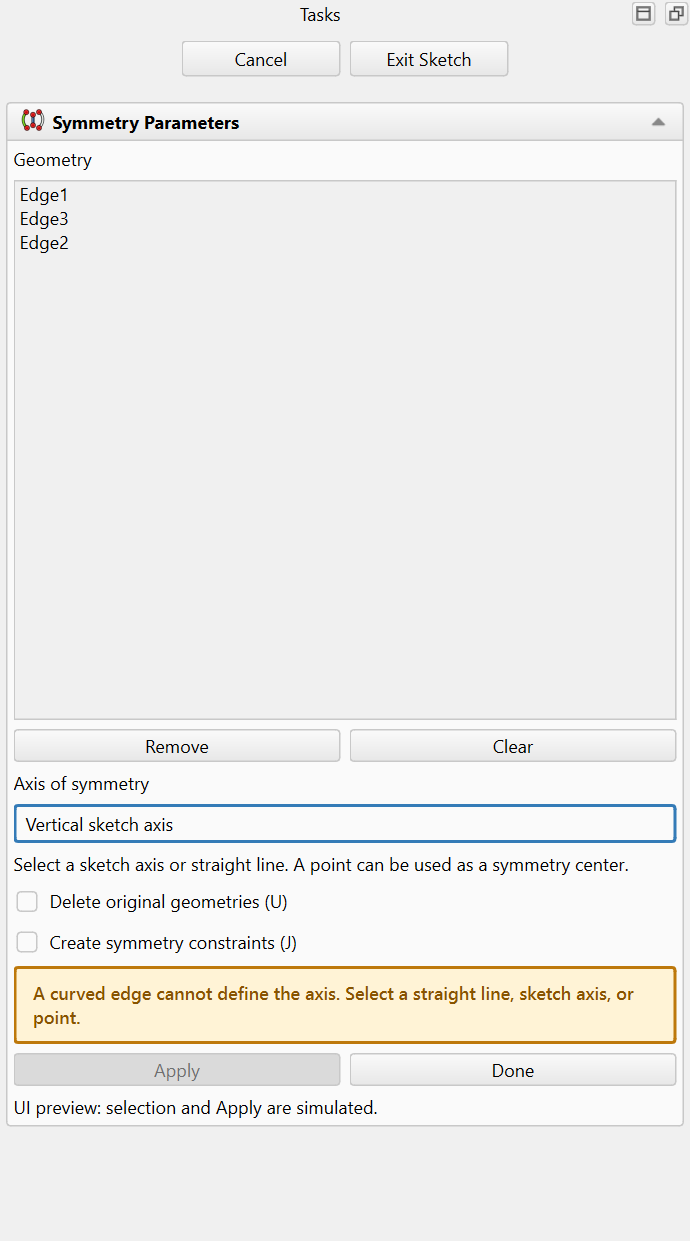 Tasks
Cancel
Exit Sketch
Symmetry Parameters
Geometry
Edge1
Edge3
Edge2
Remove
Clear
Axis of symmetry
Vertical sketch axis
Select a sketch axis or straight line. A point can be used as a symmetry center.
Delete original geometries (U)
Create symmetry constraints (J)
A curved edge cannot define the axis. Select a straight line, sketch axis, or
point.
Apply
Done
UI preview: selection and Apply are simulated.